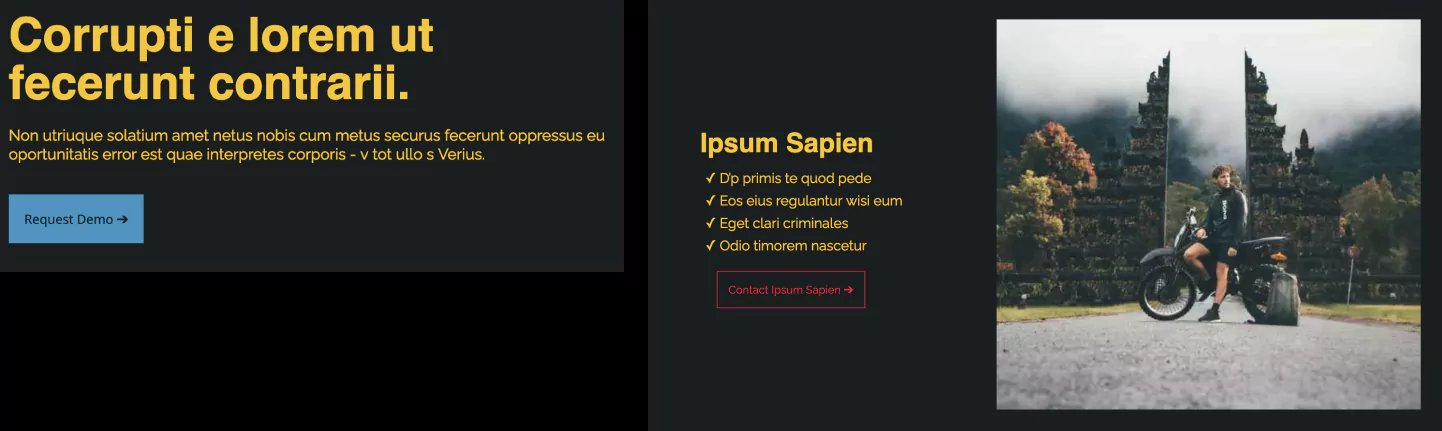 Corrupti e lorem ut
fecerunt contrarii.
Non utriuque solatium amet netus nobis cum metus securus fecerunt oppressus eu
oportunitatis error est quae interpretes corporis - v tot ullo s Verius.
Request Demo ➔
Ipsum Sapien
✓ D'p primis te quod pede
✓ Eos eius regulantur wisi eum
✓ Eget clari criminales
✓ Odio timorem nascetur
Contact Ipsum Sapien ➔